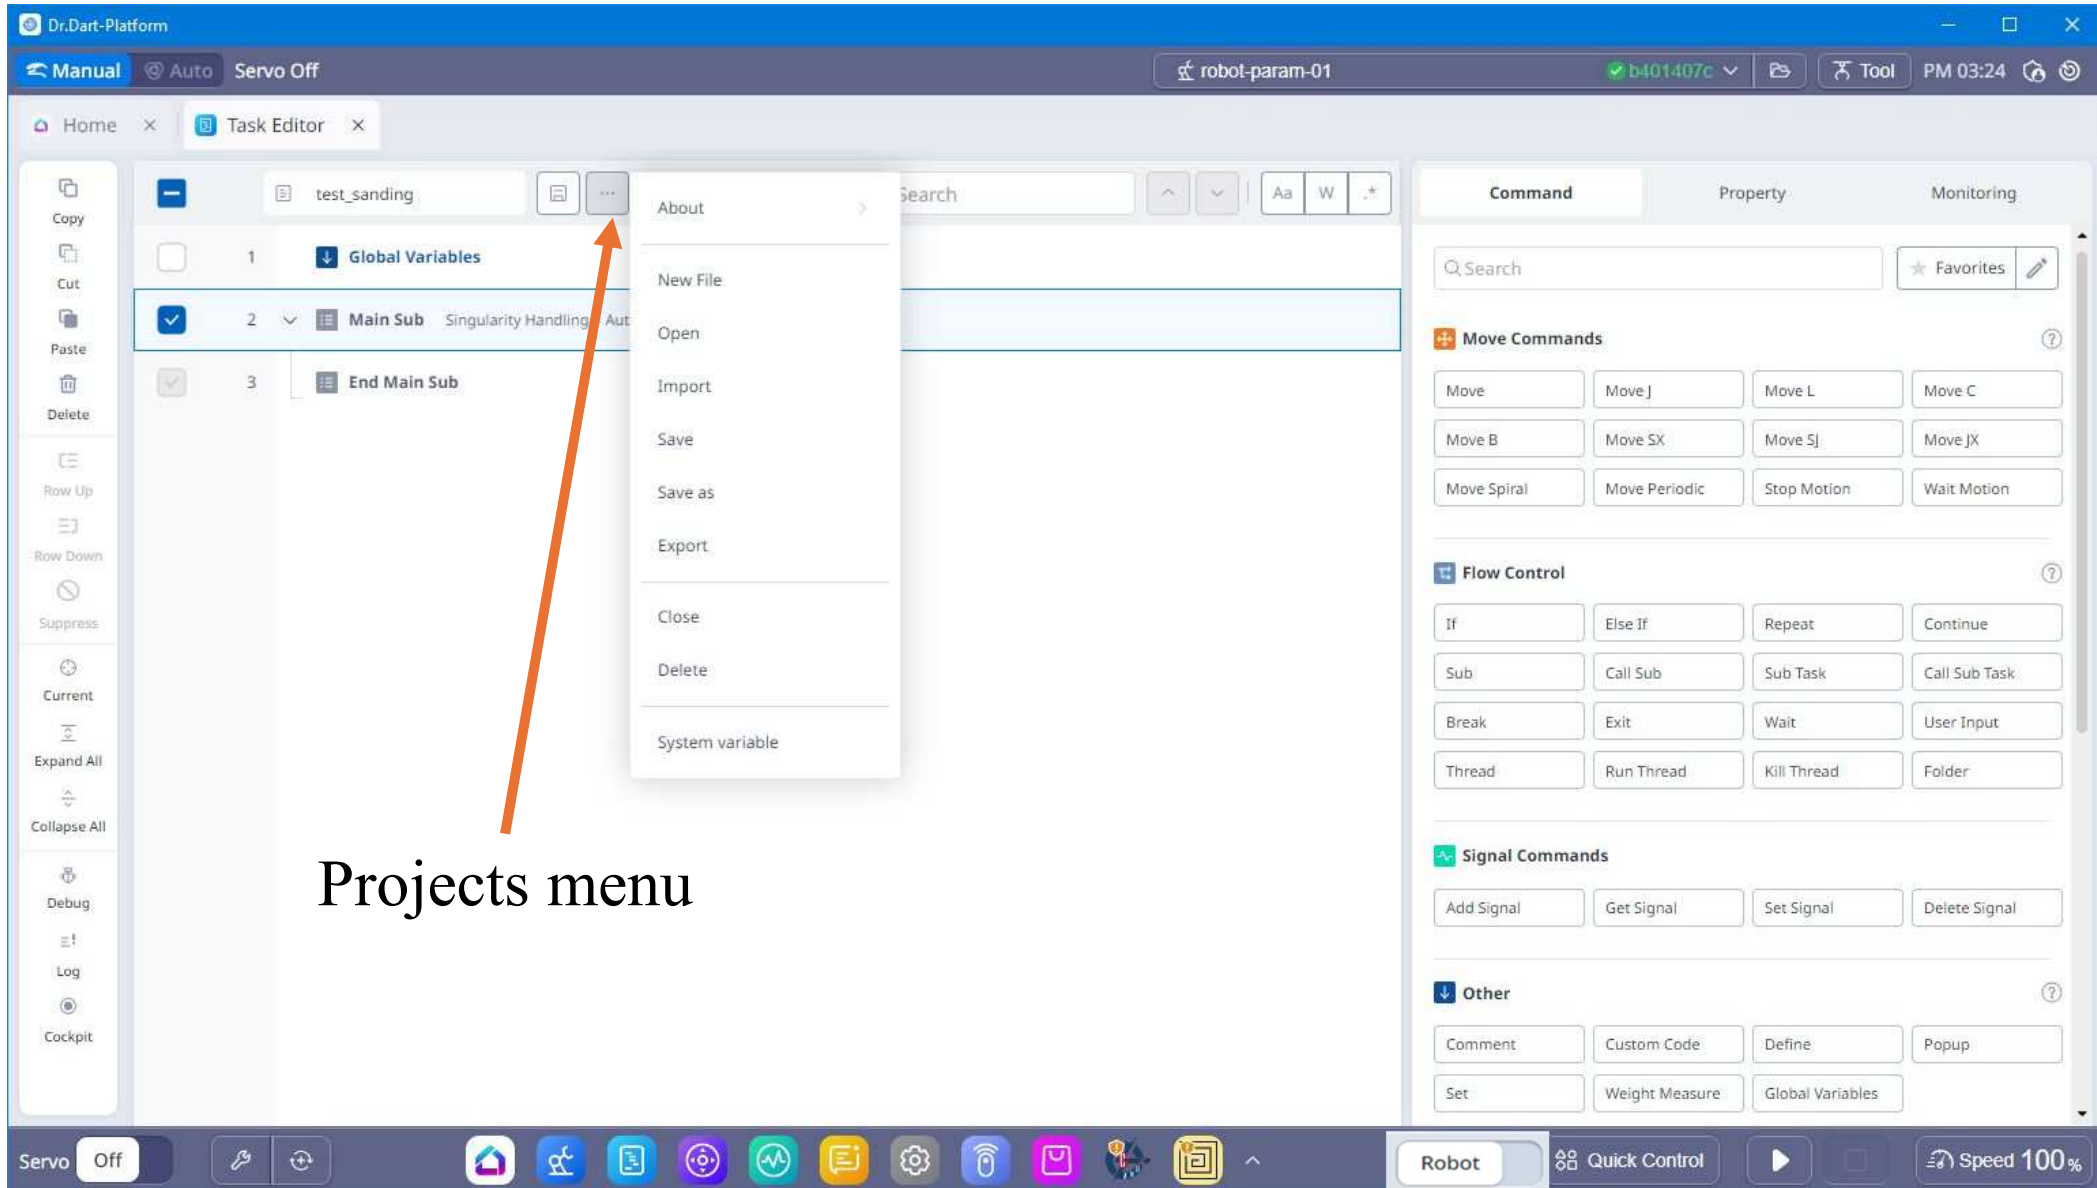 Dr.Dart-Platform
Manual Auto Servo Off robot-param-01 b401407c Tool PM 03:24
Home Task Editor
Copy
Cut
Paste
Delete
Row Up
Row Down
Suppress
Current
Expand All
Collapse All
Debug
Log
Cockpit
test_sanding ... Search Aa W .*
1 Global Variables
2 Main Sub Singularity Handling Aut
3 End Main Sub
About
New File
Open
Import
Save
Save as
Export
Close
Delete
System variable
Projects menu
Command Property Monitoring
Search Favorites
Move Commands ?
Move Move J Move L Move C
Move B Move SX Move SJ Move JX
Move Spiral Move Periodic Stop Motion Wait Motion
Flow Control ?
If Else If Repeat Continue
Sub Call Sub Sub Task Call Sub Task
Break Exit Wait User Input
Thread Run Thread Kill Thread Folder
Signal Commands
Add Signal Get Signal Set Signal Delete Signal
Other ?
Comment Custom Code Define Popup
Set Weight Measure Global Variables
Servo Off Robot Quick Control Speed 100%